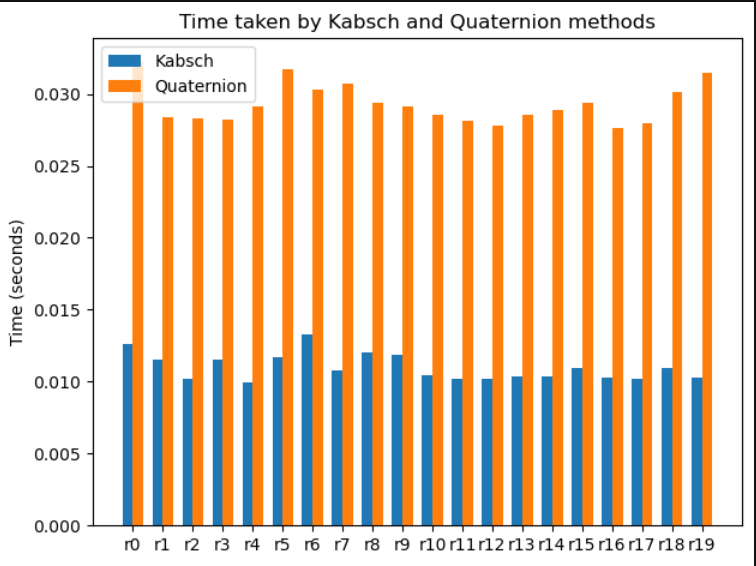 Time taken by Kabsch and Quaternion methods
Kabsch
Quaternion
Time (seconds)
0.030
0.025
0.020
0.015
0.010
0.005
0.000
r0 r1 r2 r3 r4 r5 r6 r7 r8 r9 r10 r11 r12 r13 r14 r15 r16 r17 r18 r19